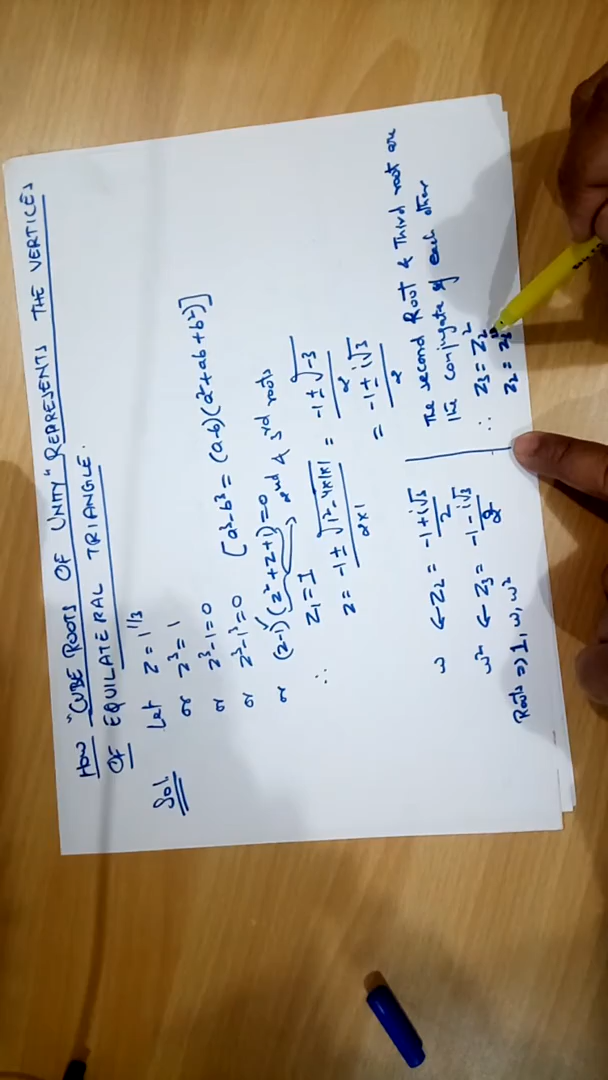 How "CUBE ROOTS OF UNITY" REPRESENTS THE VERTICES
OF EQUILATERAL TRIANGLE.
Sol Let z = 1^{1/3}
or z³ = 1
or z³-1=0
or z³-1³=0 [a³-b³ = (a-b)(a²+ab+b²)]
or (z-1)(z²+z+1)=0 → 2nd & 3rd roots
∴ z₁ = 1
z = -1 ± √1²-4×1×1 / 2×1 = -1 ± √-3 / 2
= -1 ± i√3 / 2
ω ← z₂ = -1+i√3 / 2
ω² ← z₃ = -1-i√3 / 2
Roots ⇒ 1, ω, ω²
The second Root & Third root are
the conjugate of each other
∴ z₃ = z̄₂
z₂ = z̄₃